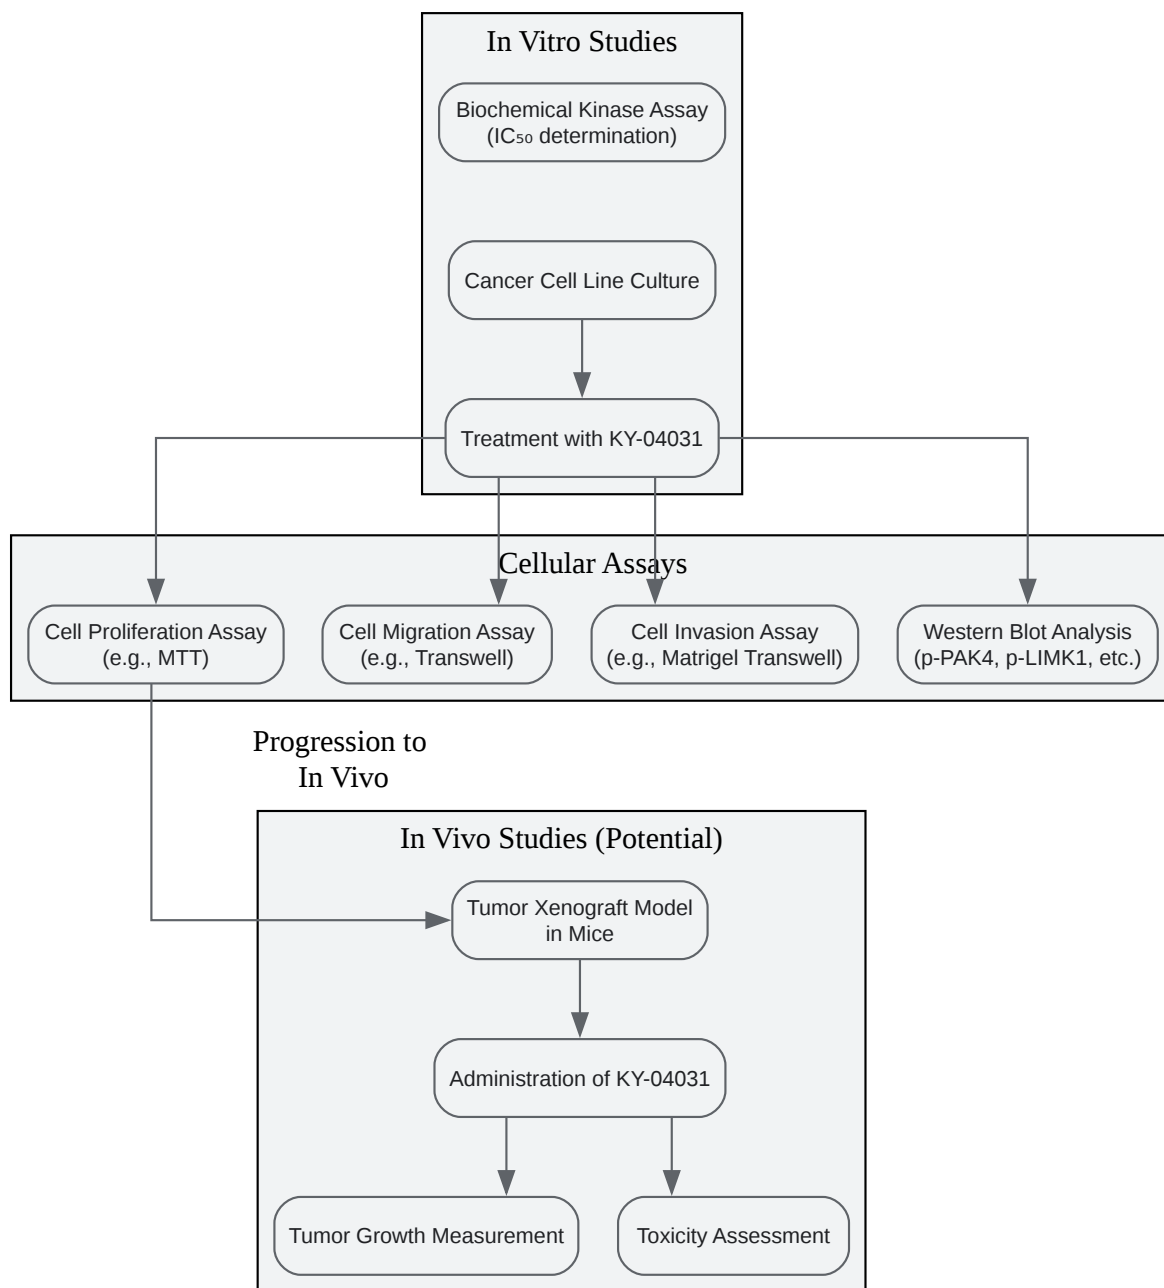 In Vitro Studies
Biochemical Kinase Assay
(IC₅₀ determination)
Cancer Cell Line Culture
Treatment with KY-04031
Cellular Assays
Cell Proliferation Assay
(e.g., MTT)
Cell Migration Assay
(e.g., Transwell)
Cell Invasion Assay
(e.g., Matrigel Transwell)
Western Blot Analysis
(p-PAK4, p-LIMK1, etc.)
Progression to
In Vivo
In Vivo Studies (Potential)
Tumor Xenograft Model
in Mice
Administration of KY-04031
Tumor Growth Measurement
Toxicity Assessment